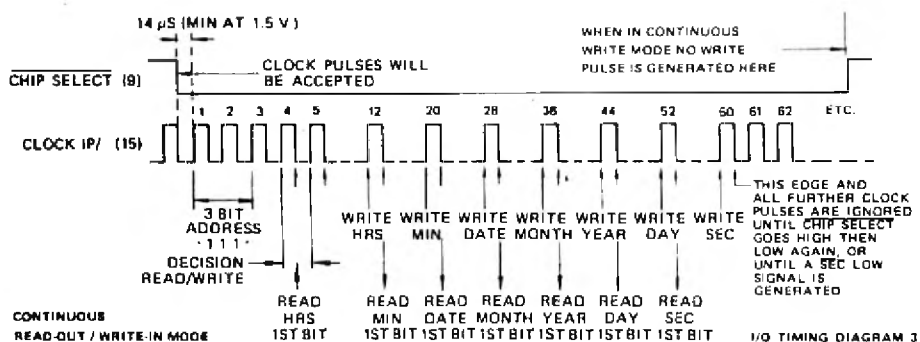 14 µS (MIN AT 1.5 V)
WHEN IN CONTINUOUS
WRITE MODE NO WRITE
PULSE IS GENERATED HERE
CHIP SELECT (9)
CLOCK PULSES WILL
BE ACCEPTED
1 2 3 4 5 12 20 28 36 44 52 60 61 62 ETC.
CLOCK IP/ (15)
3 BIT
ADDRESS
1 1 1
DECISION
READ/WRITE
WRITE HRS
WRITE MIN
WRITE DATE
WRITE MONTH
WRITE YEAR
WRITE DAY
WRITE SEC
THIS EDGE AND
ALL FURTHER CLOCK
PULSES ARE IGNORED
UNTIL CHIP SELECT
GOES HIGH THEN
LOW AGAIN, OR
UNTIL A SEC LOW
SIGNAL IS
GENERATED
READ HRS 1ST BIT
READ MIN 1ST BIT
READ DATE 1ST BIT
READ MONTH 1ST BIT
READ YEAR 1ST BIT
READ DAY 1ST BIT
READ SEC 1ST BIT
CONTINUOUS
READ-OUT / WRITE-IN MODE
I/O TIMING DIAGRAM 3